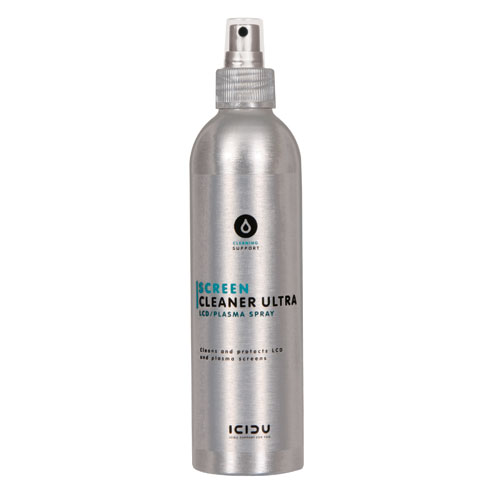 CLEANING
SUPPORT
SCREEN
CLEANER ULTRA
LCD/PLASMA SPRAY
Cleans and protects LCD
and plasma screens
ICIDU